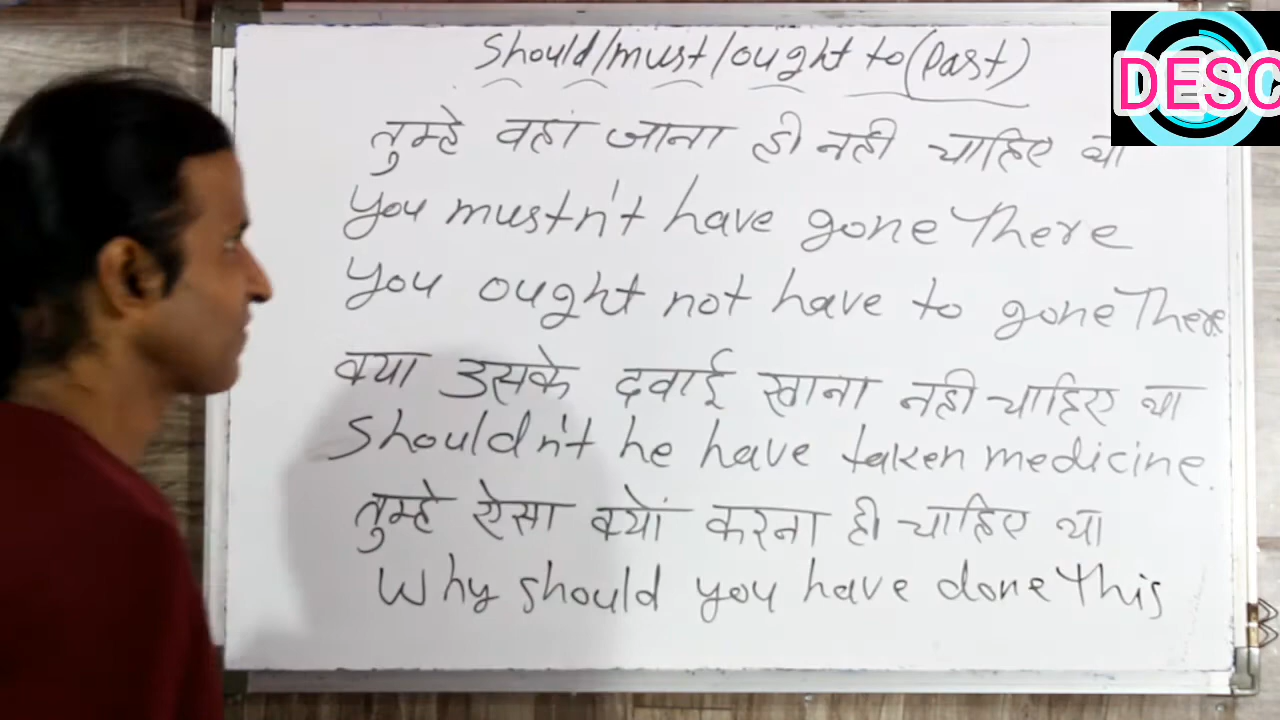 Should/must/ought to (Past)
DESC
तुम्हे वहां जाना ही नही चाहिए था
you mustn't have gone there
you ought not have to gone there
क्या उसके दवाई खाना नही चाहिए था
shouldn't he have taken medicine.
तुम्हे ऐसा क्यों करना ही चाहिए था
Why should you have done this